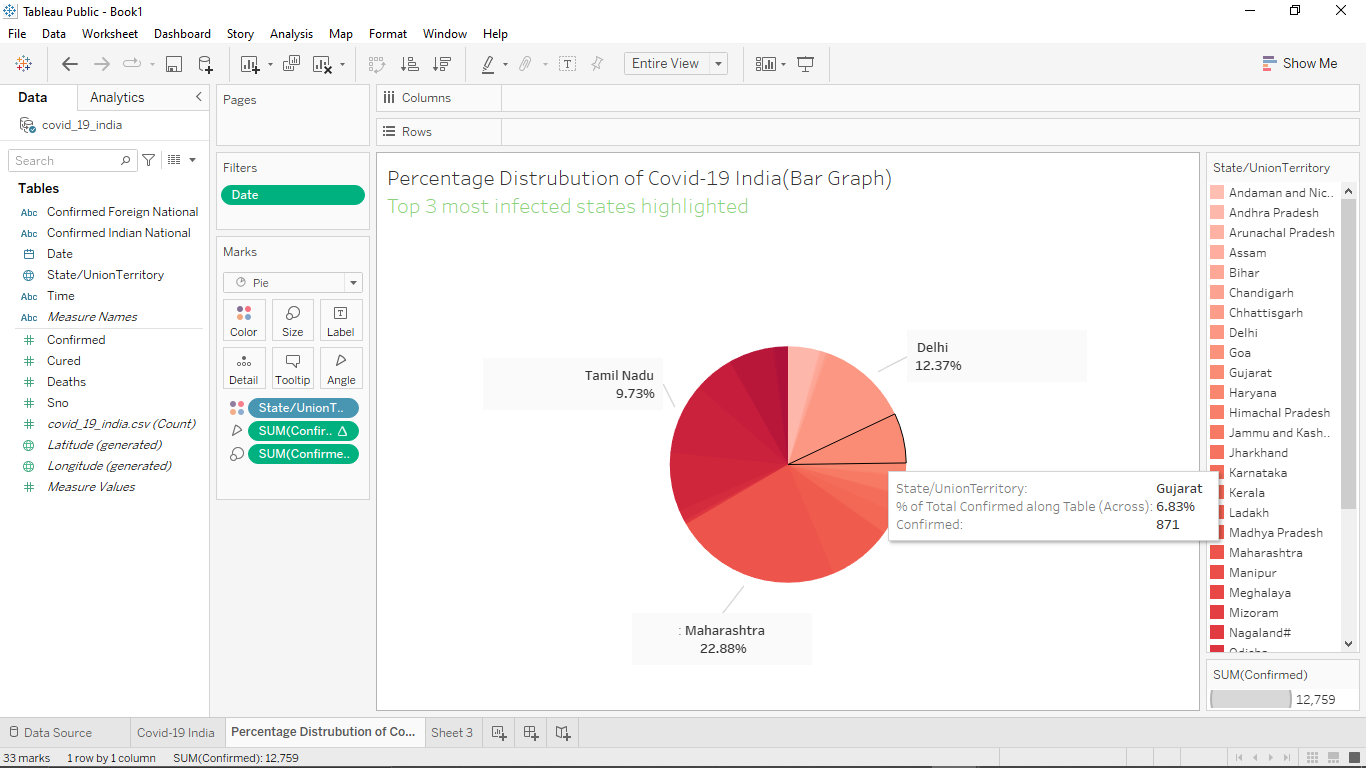 Tableau Public - Book1
File Data Worksheet Dashboard Story Analysis Map Format Window Help
Entire View
Show Me
Data Analytics
covid_19_india
Search
Tables
Abc Confirmed Foreign National
Abc Confirmed Indian National
Date
State/UnionTerritory
Abc Time
Abc Measure Names
Confirmed
Cured
Deaths
Sno
covid_19_india.csv (Count)
Latitude (generated)
Longitude (generated)
Measure Values
Pages
Filters
Date
Marks
Pie
Color Size Label
Detail Tooltip Angle
State/UnionT..
SUM(Confir..
SUM(Confirme..
Columns
Rows
Percentage Distrubution of Covid-19 India(Bar Graph)
Top 3 most infected states highlighted
Delhi
12.37%
Tamil Nadu
9.73%
: Maharashtra
22.88%
State/UnionTerritory: Gujarat
% of Total Confirmed along Table (Across): 6.83%
Confirmed: 871
State/UnionTerritory
Andaman and Nic..
Andhra Pradesh
Arunachal Pradesh
Assam
Bihar
Chandigarh
Chhattisgarh
Delhi
Goa
Gujarat
Haryana
Himachal Pradesh
Jammu and Kash..
Jharkhand
Karnataka
Kerala
Ladakh
Madhya Pradesh
Maharashtra
Manipur
Meghalaya
Mizoram
Nagaland#
Odisha
SUM(Confirmed)
12,759
Data Source Covid-19 India Percentage Distrubution of Co... Sheet 3
33 marks 1 row by 1 column SUM(Confirmed): 12,759